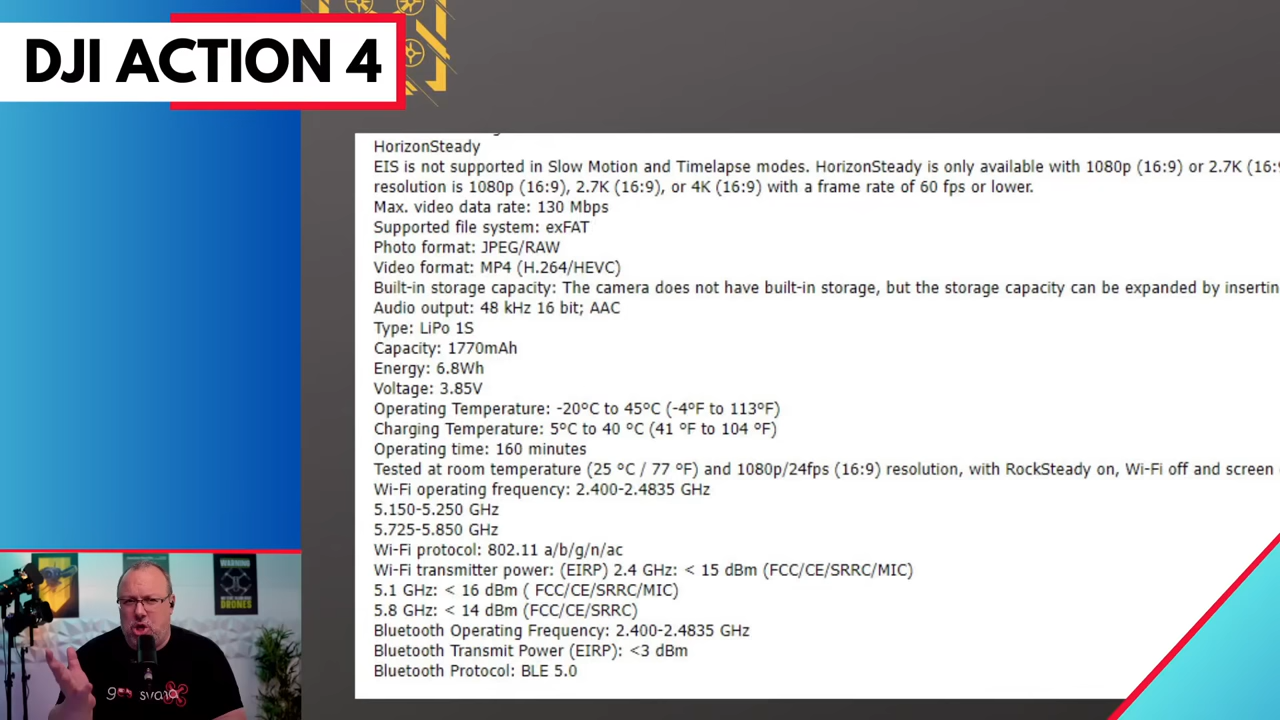 DJI ACTION 4
HorizonSteady
EIS is not supported in Slow Motion and Timelapse modes. HorizonSteady is only available with 1080p (16:9) or 2.7K (16:9
resolution is 1080p (16:9), 2.7K (16:9), or 4K (16:9) with a frame rate of 60 fps or lower.
Max. video data rate: 130 Mbps
Supported file system: exFAT
Photo format: JPEG/RAW
Video format: MP4 (H.264/HEVC)
Built-in storage capacity: The camera does not have built-in storage, but the storage capacity can be expanded by insertin
Audio output: 48 kHz 16 bit; AAC
Type: LiPo 1S
Capacity: 1770mAh
Energy: 6.8Wh
Voltage: 3.85V
Operating Temperature: -20°C to 45°C (-4°F to 113°F)
Charging Temperature: 5°C to 40 °C (41 °F to 104 °F)
Operating time: 160 minutes
Tested at room temperature (25 °C / 77 °F) and 1080p/24fps (16:9) resolution, with RockSteady on, Wi-Fi off and screen
Wi-Fi operating frequency: 2.400-2.4835 GHz
5.150-5.250 GHz
5.725-5.850 GHz
Wi-Fi protocol: 802.11 a/b/g/n/ac
Wi-Fi transmitter power: (EIRP) 2.4 GHz: < 15 dBm (FCC/CE/SRRC/MIC)
5.1 GHz: < 16 dBm ( FCC/CE/SRRC/MIC)
5.8 GHz: < 14 dBm (FCC/CE/SRRC)
Bluetooth Operating Frequency: 2.400-2.4835 GHz
Bluetooth Transmit Power (EIRP): <3 dBm
Bluetooth Protocol: BLE 5.0
WARNING
DRONES